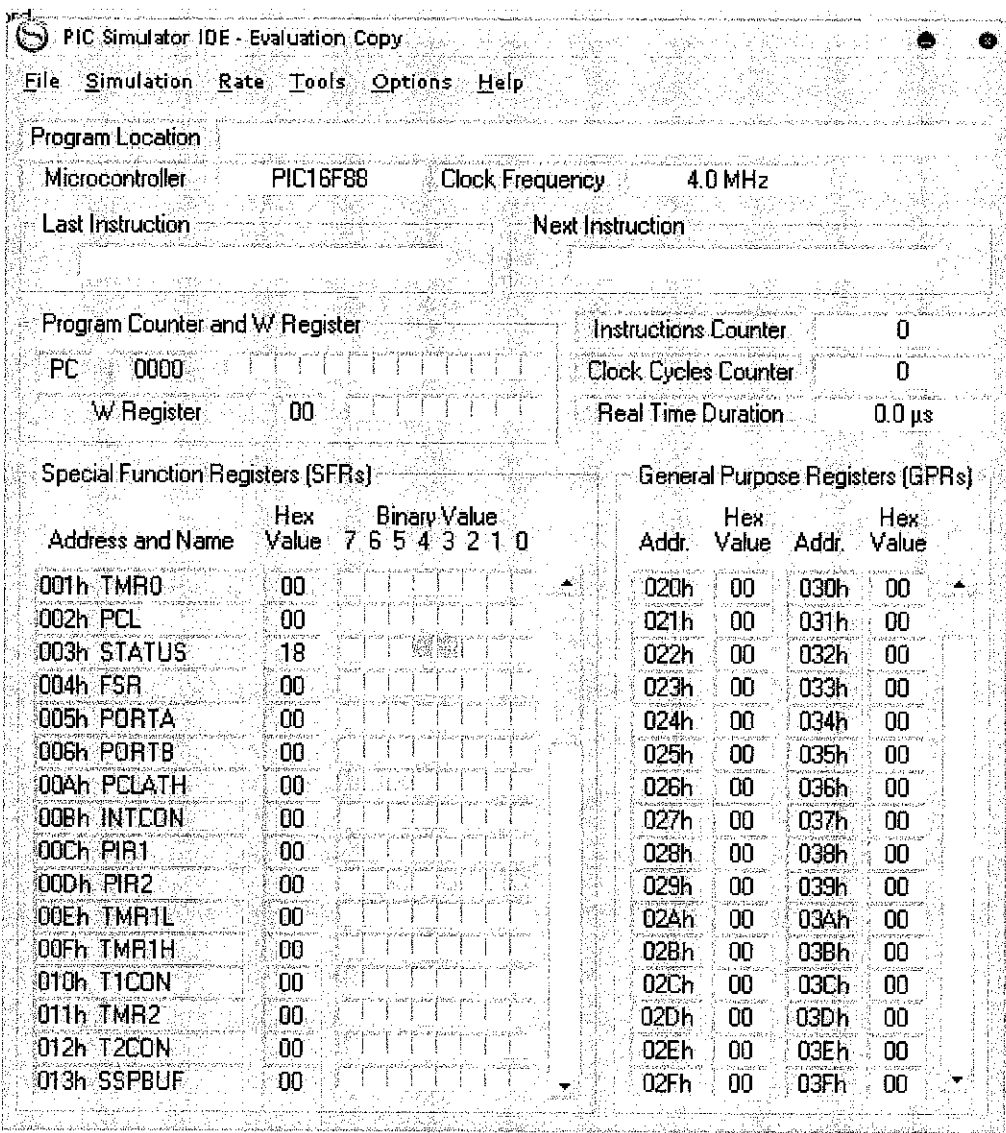 PIC Simulator IDE - Evaluation Copy
File Simulation Rate Tools Options Help
Program Location
Microcontroller PIC16F88 Clock Frequency 4.0 MHz
Last Instruction Next Instruction
Program Counter and W Register
Instructions Counter 0
PC 0000
Clock Cycles Counter 0
W Register 00
Real Time Duration 0.0 µs
Special Function Registers (SFRs) General Purpose Registers (GPRs)
Hex Binary Value Hex Hex
Address and Name Value 7 6 5 4 3 2 1 0 Addr. Value Addr. Value
001h TMR0 00 020h 00 030h 00
002h PCL 00 021h 00 031h 00
003h STATUS 18 022h 00 032h 00
004h FSR 00 023h 00 033h 00
005h PORTA 00 024h 00 034h 00
006h PORTB 00 025h 00 035h 00
00Ah PCLATH 00 026h 00 036h 00
00Bh INTCON 00 027h 00 037h 00
00Ch PIR1 00 028h 00 038h 00
00Dh PIR2 00 029h 00 039h 00
00Eh TMR1L 00 02Ah 00 03Ah 00
00Fh TMR1H 00 02Bh 00 03Bh 00
010h T1CON 00 02Ch 00 03Ch 00
011h TMR2 00 02Dh 00 03Dh 00
012h T2CON 00 02Eh 00 03Eh 00
013h SSPBUF 00 02Fh 00 03Fh 00